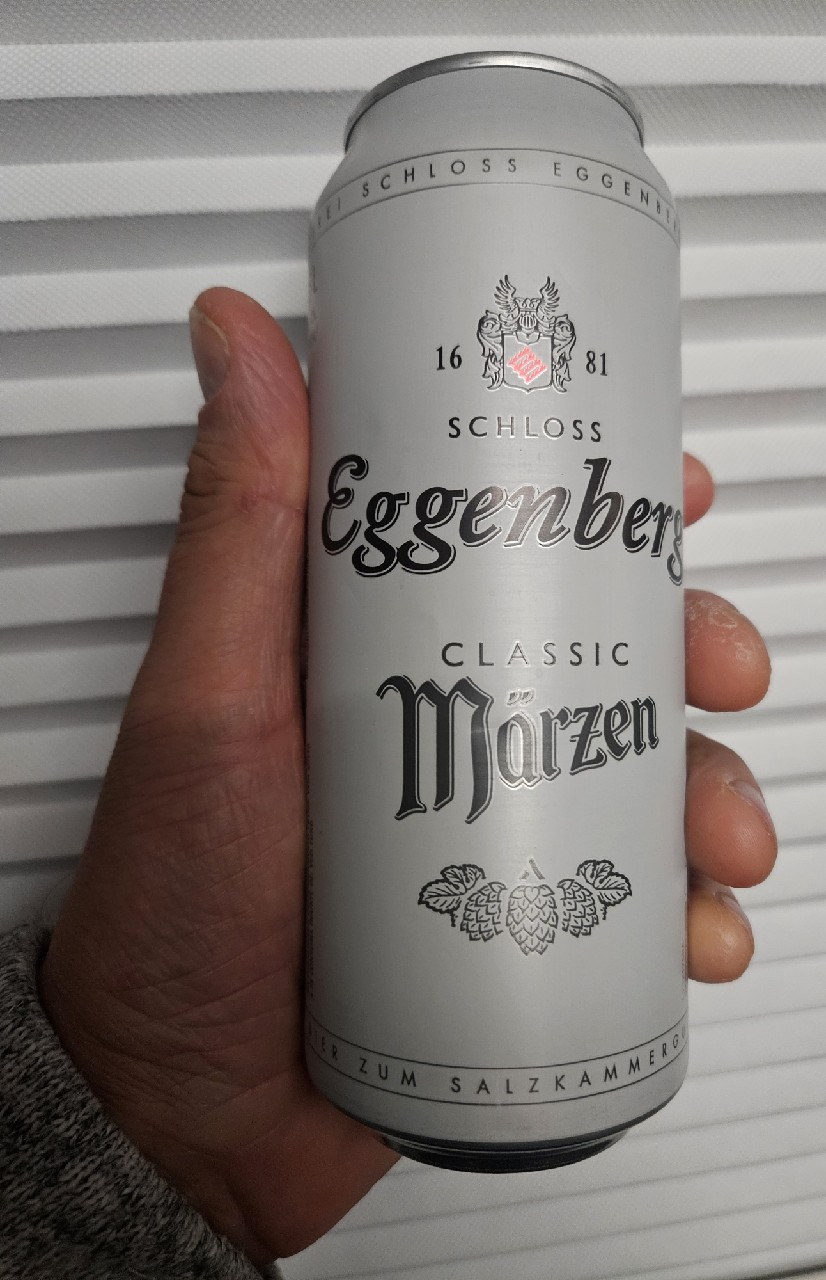 SCHLOSS EGGENBE
16 81
SCHLOSS
Eggenberg
CLASSIC
Märzen
ZUM SALZKAMMERG